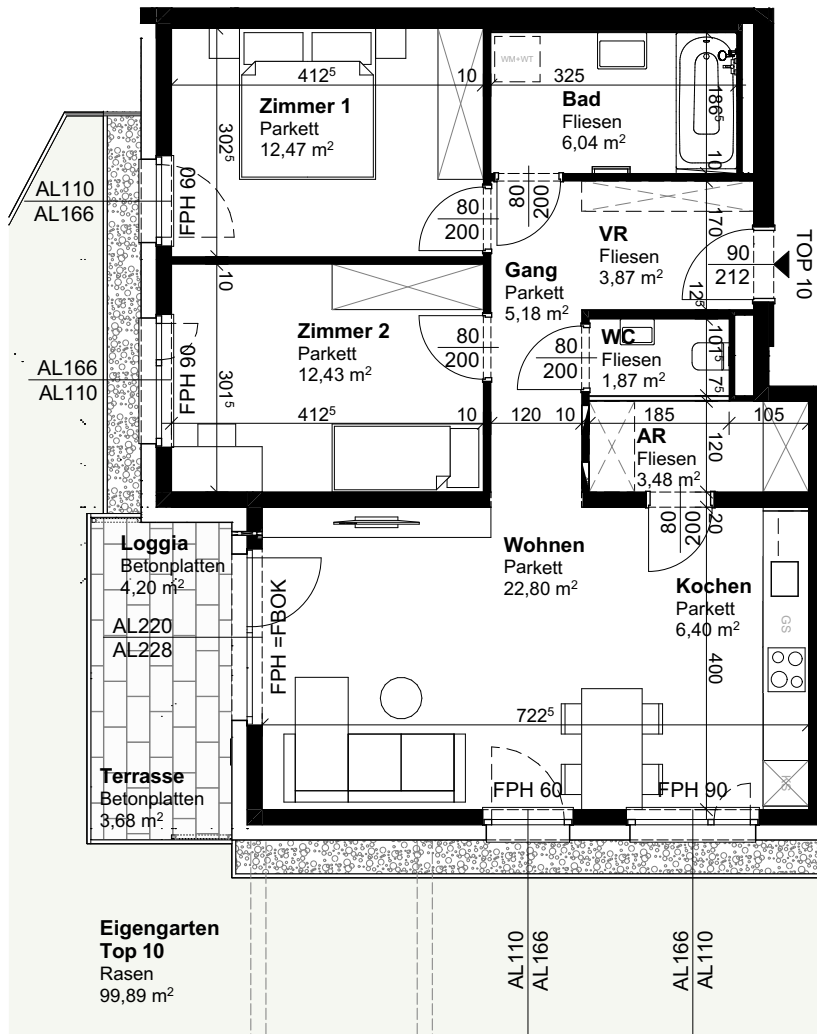 WM+WT
412⁵
10
325
Zimmer 1
Parkett
12,47 m²
Bad
Fliesen
6,04 m²
186⁵
10
302⁵
AL110
AL166
FPH 60
80
200
80
200
170
VR
Fliesen
3,87 m²
90
212
TOP 10
Gang
Parkett
5,18 m²
12⁵
10
Zimmer 2
Parkett
12,43 m²
80
200
80
200
WC
Fliesen
1,87 m²
101⁵
7⁵
AL166
AL110
FPH 90
301⁵
412⁵
10
120
10
185
105
AR
Fliesen
3,48 m²
120
Loggia
Betonplatten
4,20 m²
Wohnen
Parkett
22,80 m²
80
200
20
Kochen
Parkett
6,40 m²
GS
AL220
AL228
FPH =FBOK
400
722⁵
Terrasse
Betonplatten
3,68 m²
FPH 60
FPH 90
KS
Eigengarten
Top 10
Rasen
99,89 m²
AL110
AL166
AL166
AL110